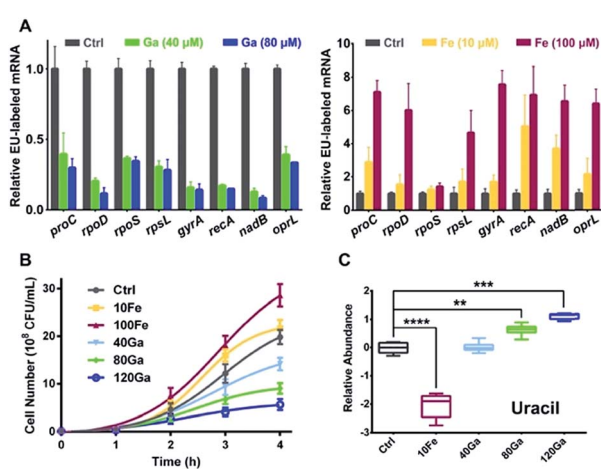 A
Ctrl Ga (40 μM) Ga (80 μM)
Relative EU-labeled mRNA
1.0
0.5
0.0
proC rpoD rpoS rpsL gyrA recA nadB oprL
Ctrl Fe (10 μM) Fe (100 μM)
Relative EU-labeled mRNA
10
8
6
4
2
0
proC rpoD rpoS rpsL gyrA recA nadB oprL
B
Cell Number (10⁸ CFU/mL)
30
20
10
0
Ctrl
10Fe
100Fe
40Ga
80Ga
120Ga
0 1 2 3 4
Time (h)
C
Relative Abundance
2
1
0
-1
-2
-3
***
**
****
Uracil
Ctrl 10Fe 40Ga 80Ga 120Ga